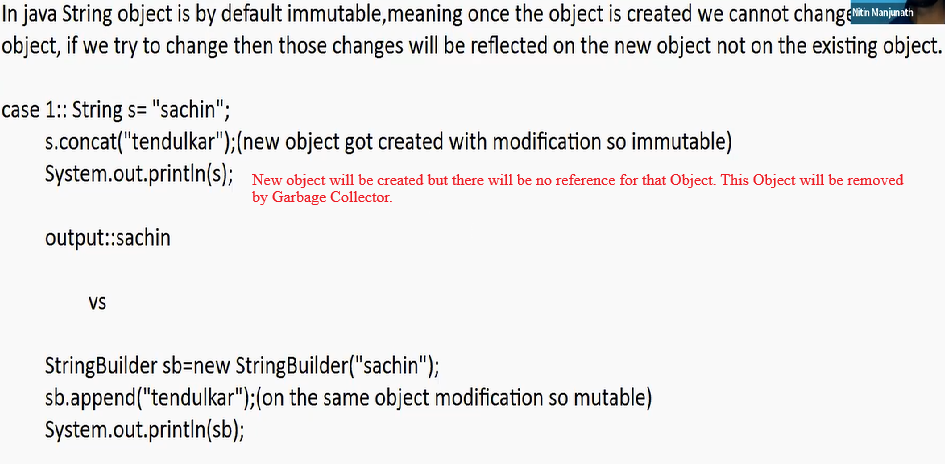 In java String object is by default immutable,meaning once the object is created we cannot change
Nitin Manjunath
object, if we try to change then those changes will be reflected on the new object not on the existing object.
case 1:: String s= "sachin";
s.concat("tendulkar");(new object got created with modification so immutable)
System.out.println(s);
New object will be created but there will be no reference for that Object. This Object will be removed
by Garbage Collector.
output::sachin
vs
StringBuilder sb=new StringBuilder("sachin");
sb.append("tendulkar");(on the same object modification so mutable)
System.out.println(sb);